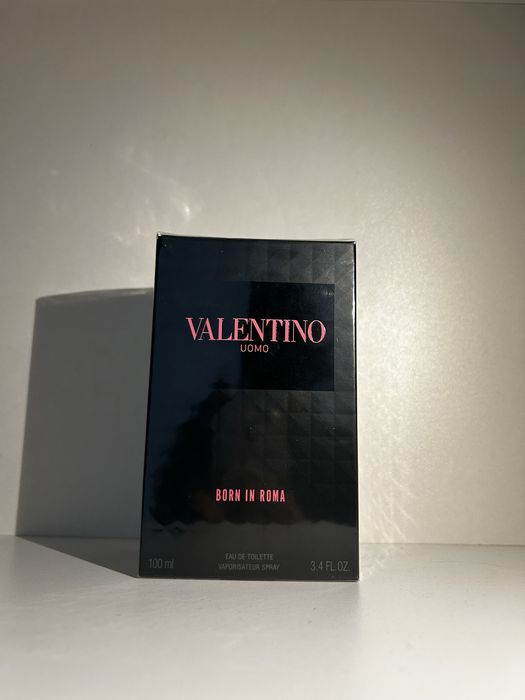 VALENTINO
UOMO
BORN IN ROMA
EAU DE TOILETTE
100 ml VAPORISATEUR SPRAY 3.4 FL.OZ.